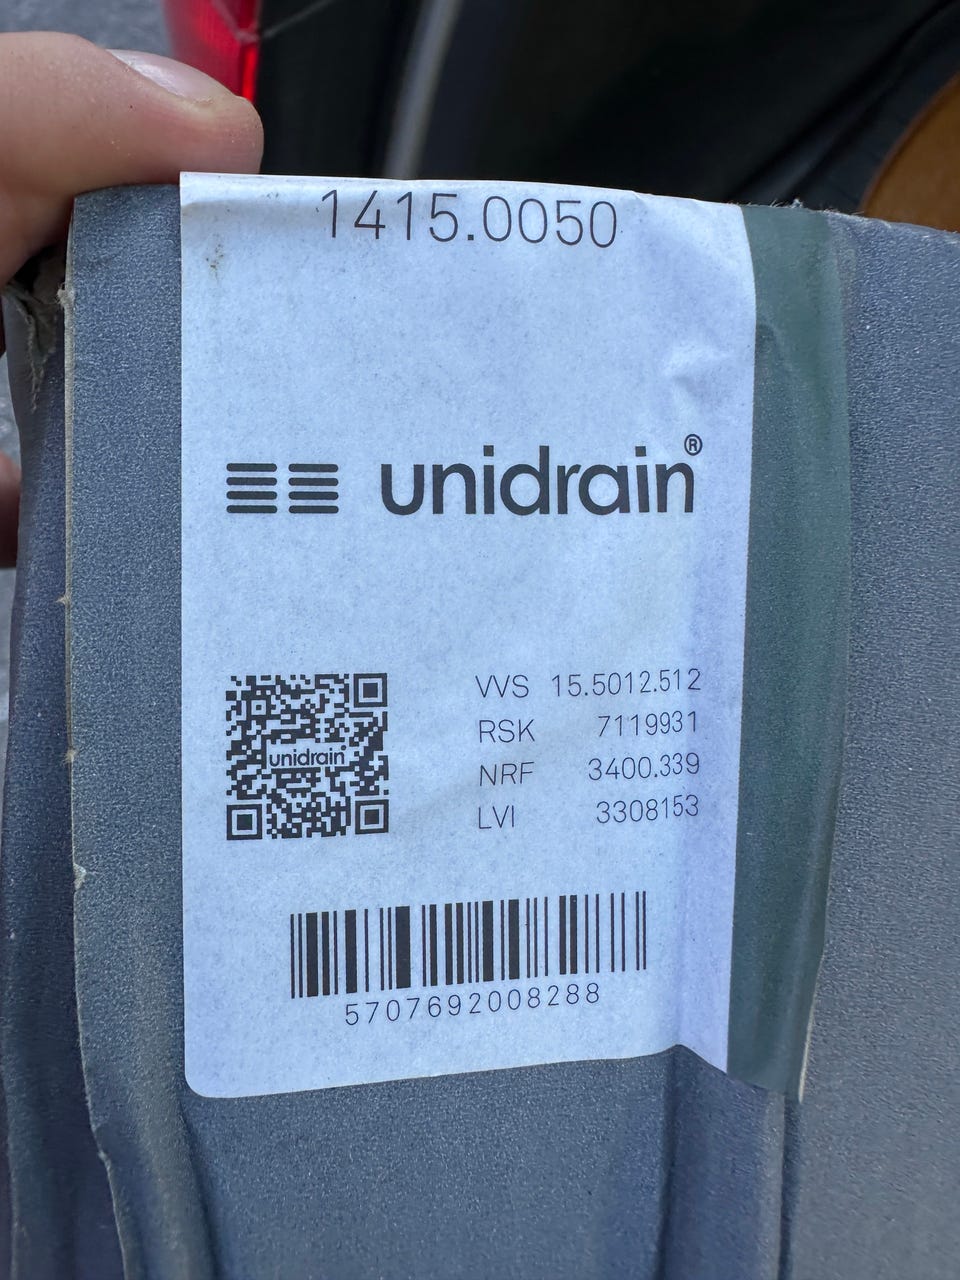 1415.0050
unidrain®
unidrain®
VVS 15.5012.512
RSK 7119931
NRF 3400.339
LVI 3308153
5707692008288